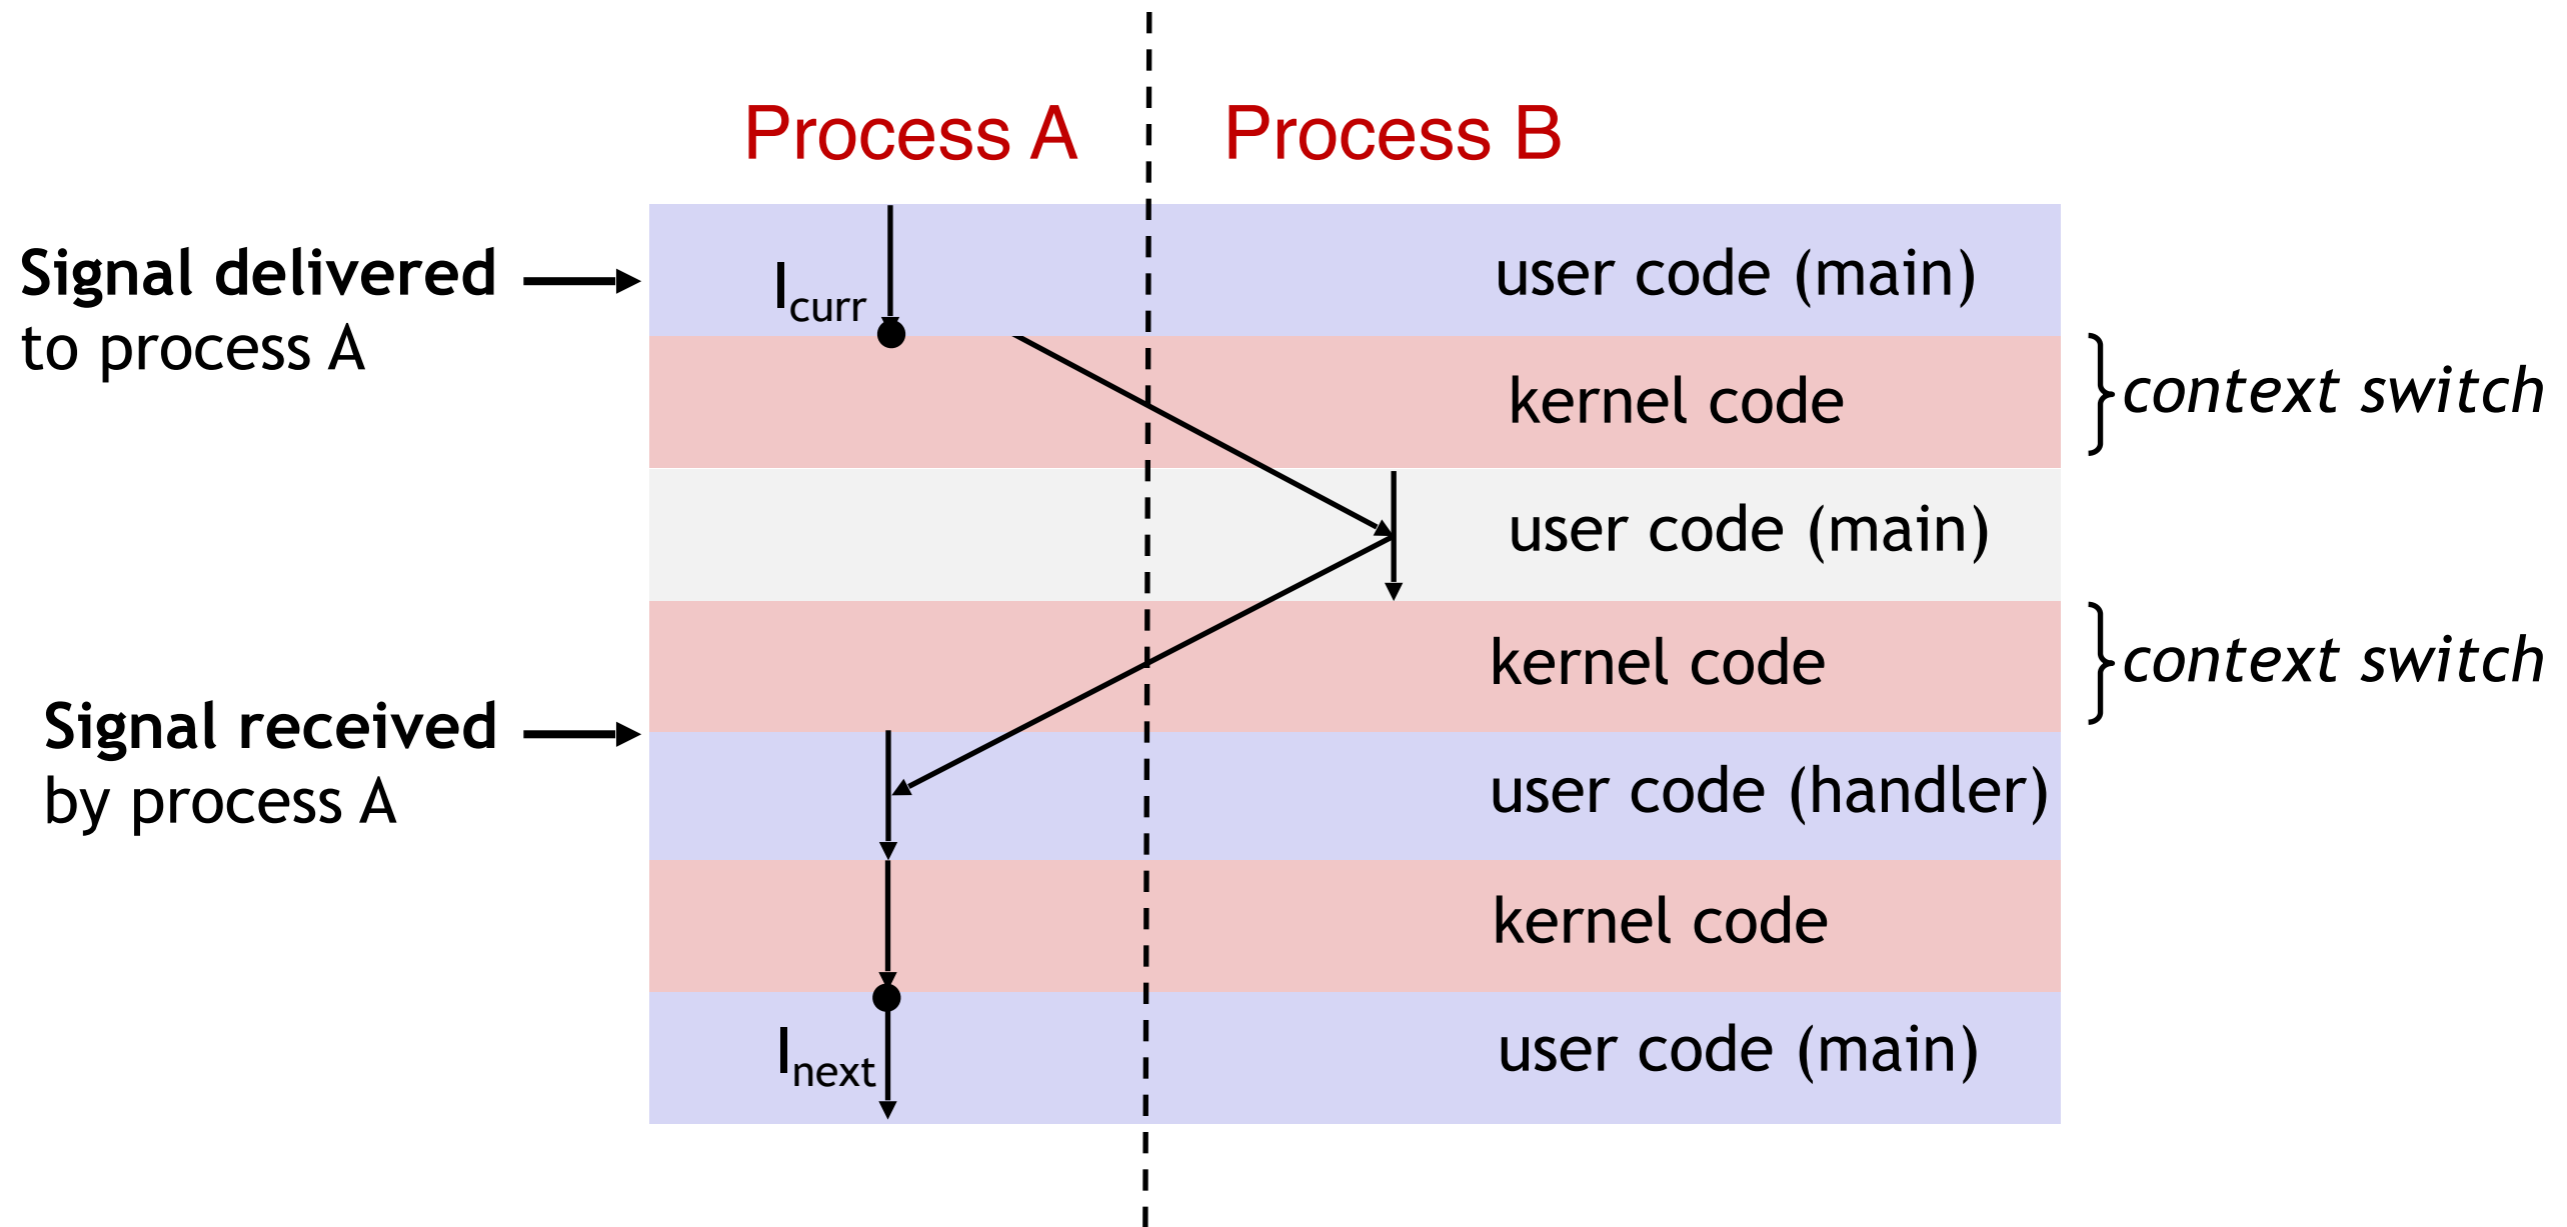 Process A
Process B
Signal delivered
to process A
Icurr
user code (main)
kernel code
context switch
user code (main)
kernel code
context switch
Signal received
by process A
user code (handler)
kernel code
Inext
user code (main)